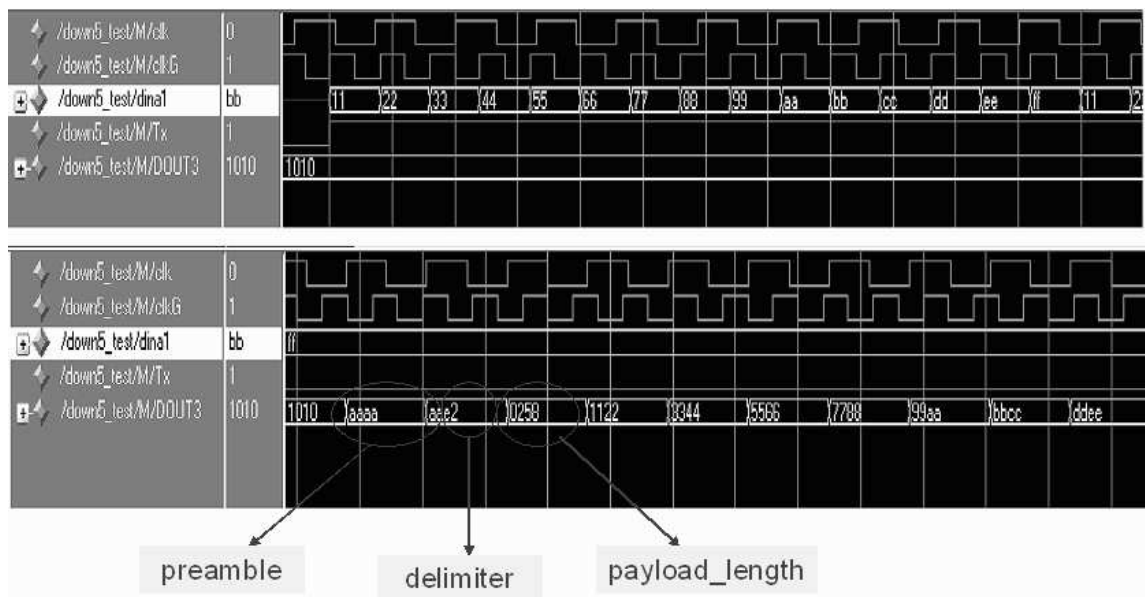 /down5_test/M/clk 0
/down5_test/M/clkG 1
/down5_test/dina1 bb 11 22 33 44 55 66 77 88 99 aa bb cc dd ee ff 11
/down5_test/M/Tx 1
/down5_test/M/DOUT3 1010 1010
/down5_test/M/clk 0
/down5_test/M/clkG 1
/down5_test/dina1 bb ff
/down5_test/M/Tx 1
/down5_test/M/DOUT3 1010 1010 aaaa aae2 0258 1122 3344 5566 7788 99aa bbcc ddee
preamble delimiter payload_length